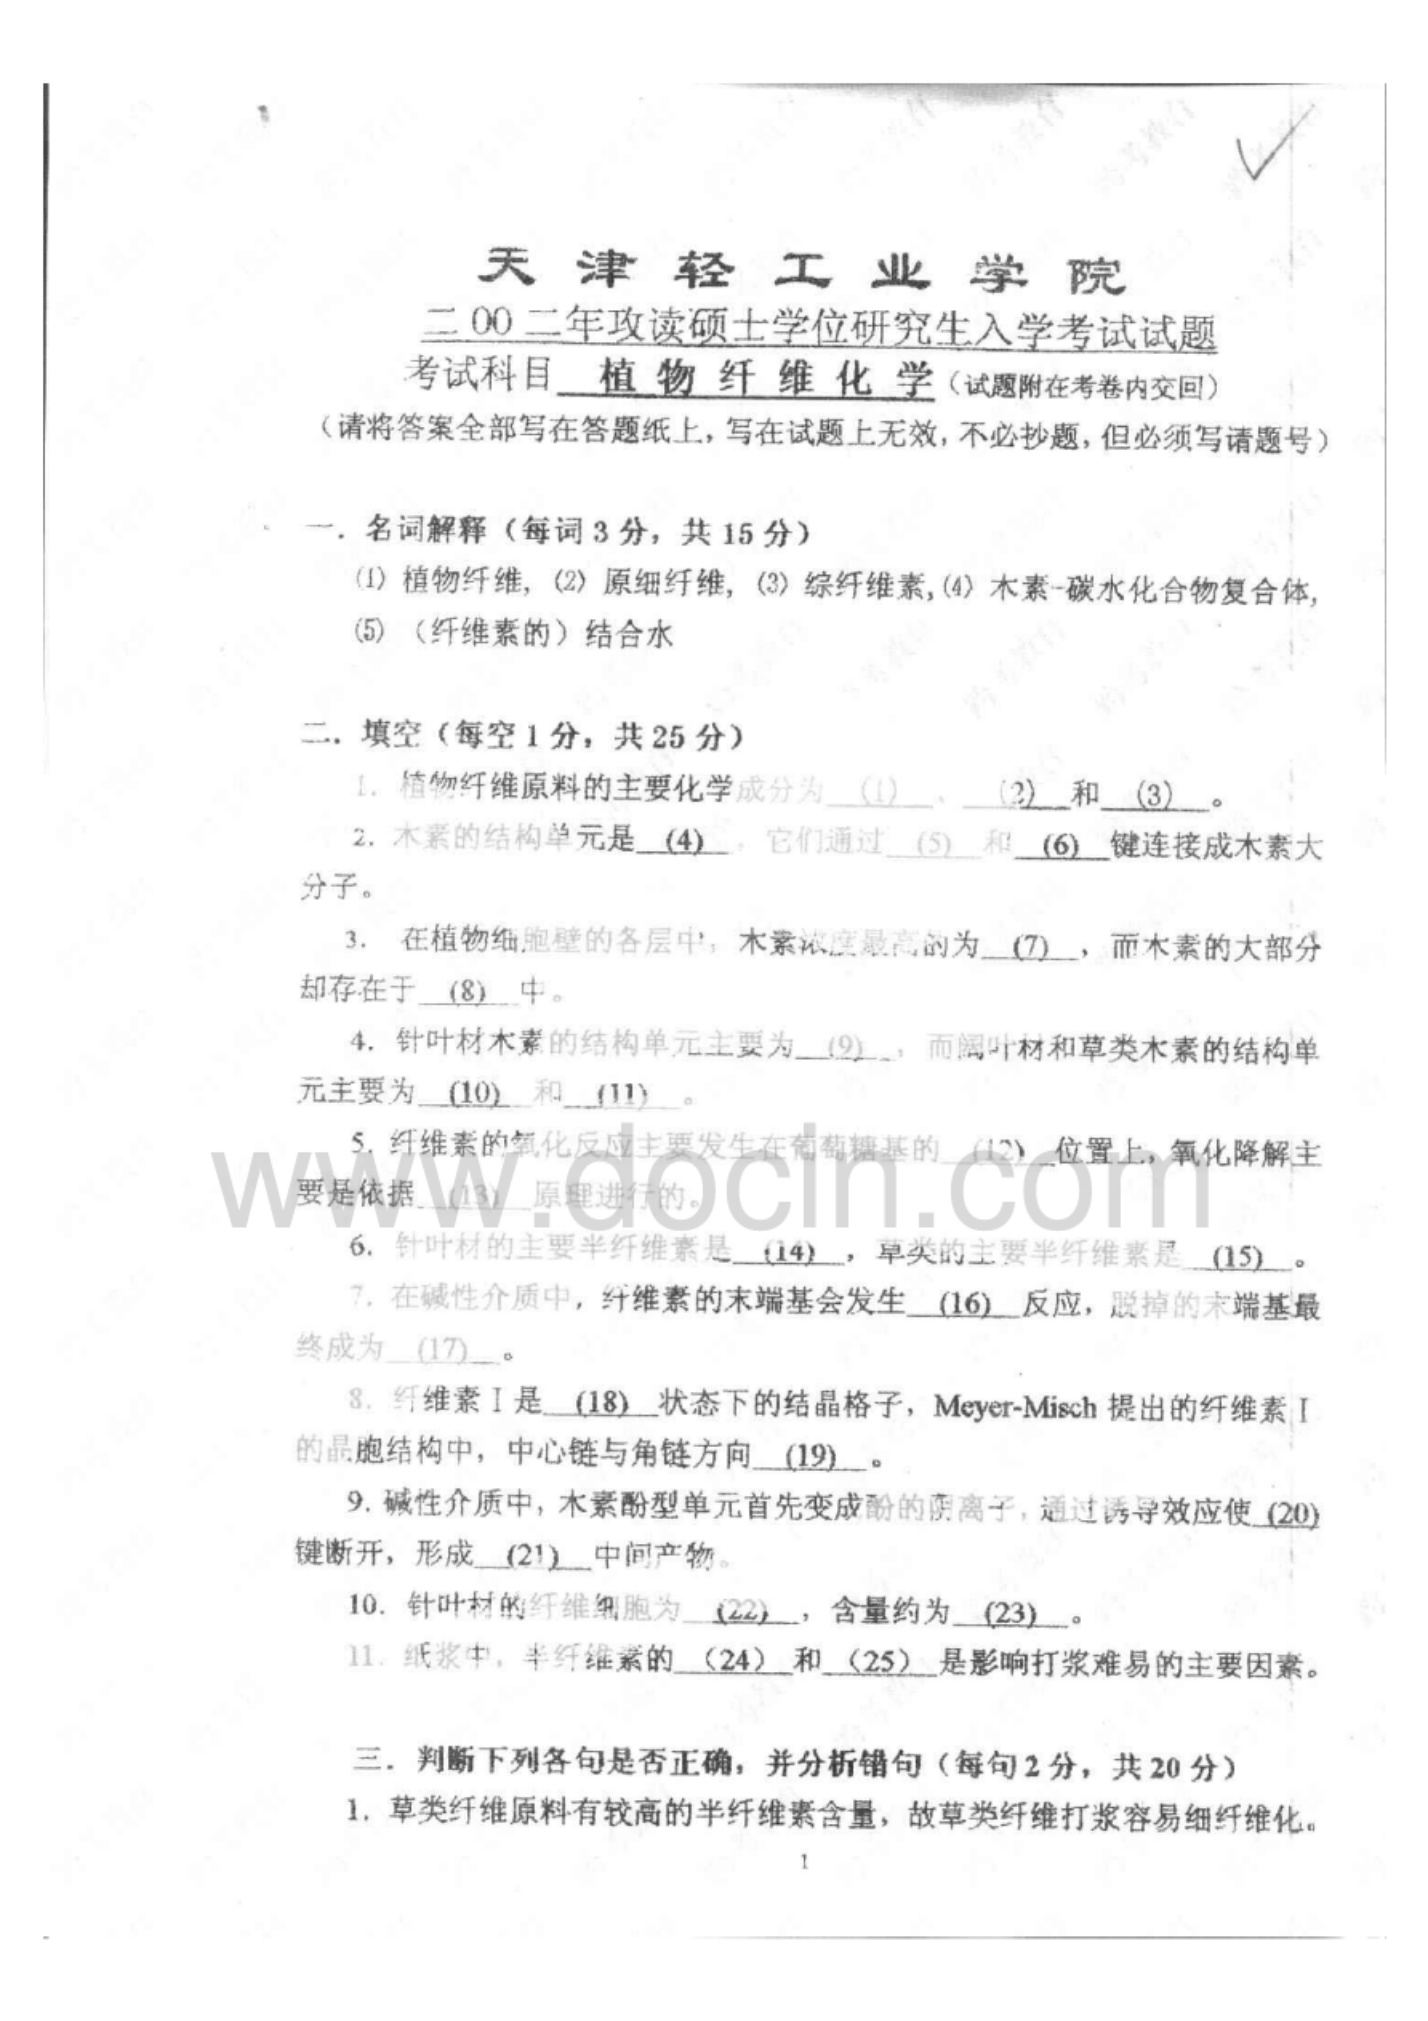 天津轻工业学院
二00二年攻读硕士学位研究生入学考试试题
考试科目 植物纤维化学(试题附在考卷内交回)
(请将答案全部写在答题纸上,写在试题上无效,不必抄题,但必须写请题号)
一.名词解释(每词3分,共15分)
⑴ 植物纤维,⑵ 原细纤维,⑶ 综纤维素,⑷ 木素-碳水化合物复合体,
⑸ (纤维素的)结合水
二.填空(每空1分,共25分)
1. 植物纤维原料的主要化学成分为 (1) 、 (2) 和 (3) 。
2. 木素的结构单元是 (4) ,它们通过 (5) 和 (6) 键连接成木素大
分子。
3. 在植物细胞壁的各层中,木素浓度最高的为 (7) ,而木素的大部分
却存在于 (8) 中。
4. 针叶材木素的结构单元主要为 (9) ,而阔叶材和草类木素的结构单
元主要为 (10) 和 (11) 。
5. 纤维素的氧化反应主要发生在葡萄糖基的 (12) 位置上,氧化降解主
要是依据 (13) 原理进行的。
6. 针叶材的主要半纤维素是 (14) ,草类的主要半纤维素是 (15) 。
7. 在碱性介质中,纤维素的末端基会发生 (16) 反应,脱掉的末端基最
终成为 (17) 。
8. 纤维素Ⅰ是 (18) 状态下的结晶格子,Meyer-Misch 提出的纤维素Ⅰ
的晶胞结构中,中心链与角链方向 (19) 。
9. 碱性介质中,木素酚型单元首先变成酚的阴离子,通过诱导效应使 (20)
键断开,形成 (21) 中间产物。
10. 针叶材的纤维细胞为 (22) ,含量约为 (23) 。
11. 纸浆中,半纤维素的 (24) 和 (25) 是影响打浆难易的主要因素。
三.判断下列各句是否正确,并分析错句(每句2分,共20分)
1. 草类纤维原料有较高的半纤维素含量,故草类纤维打浆容易细纤维化。
1
www.docin.com